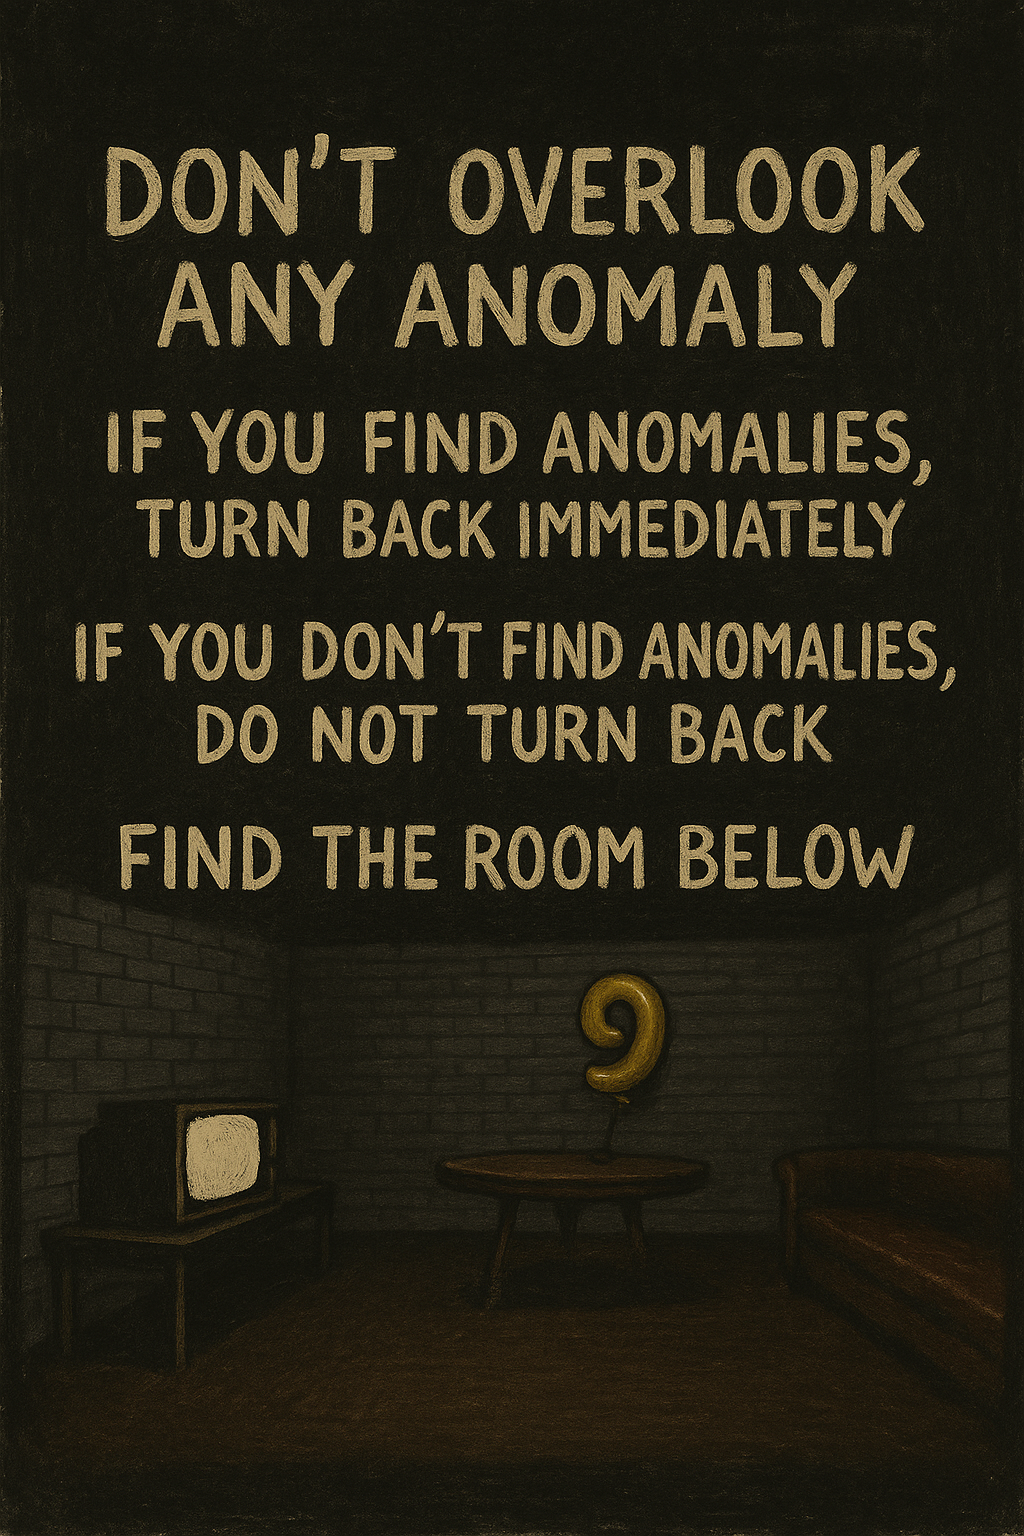 DON'T OVERLOOK
ANY ANOMALY
IF YOU FIND ANOMALIES,
TURN BACK IMMEDIATELY
IF YOU DON'T FIND ANOMALIES,
DO NOT TURN BACK
FIND THE ROOM BELOW
9